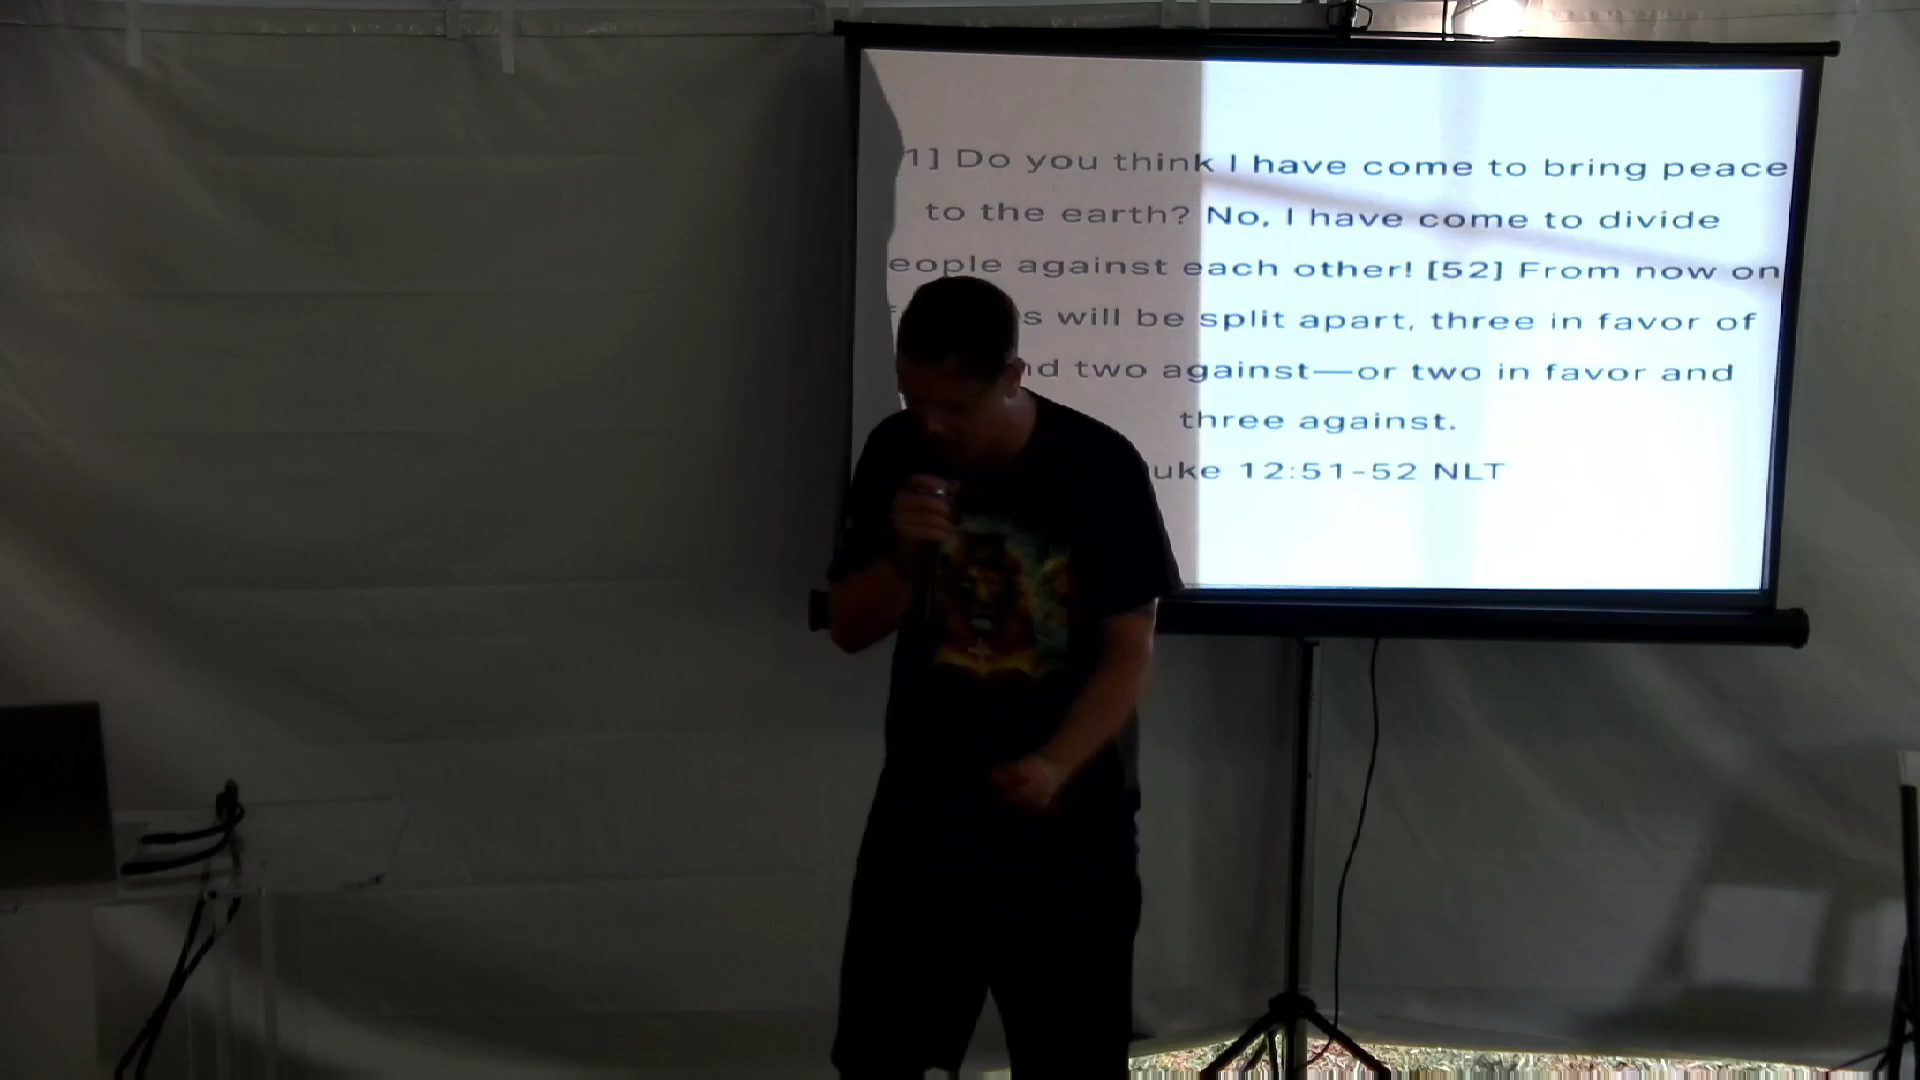 1] Do you think I have come to bring peace
to the earth? No, I have come to divide
eople against each other! [52] From now on
s will be split apart, three in favor of
nd two against—or two in favor and
three against.
uke 12:51-52 NLT